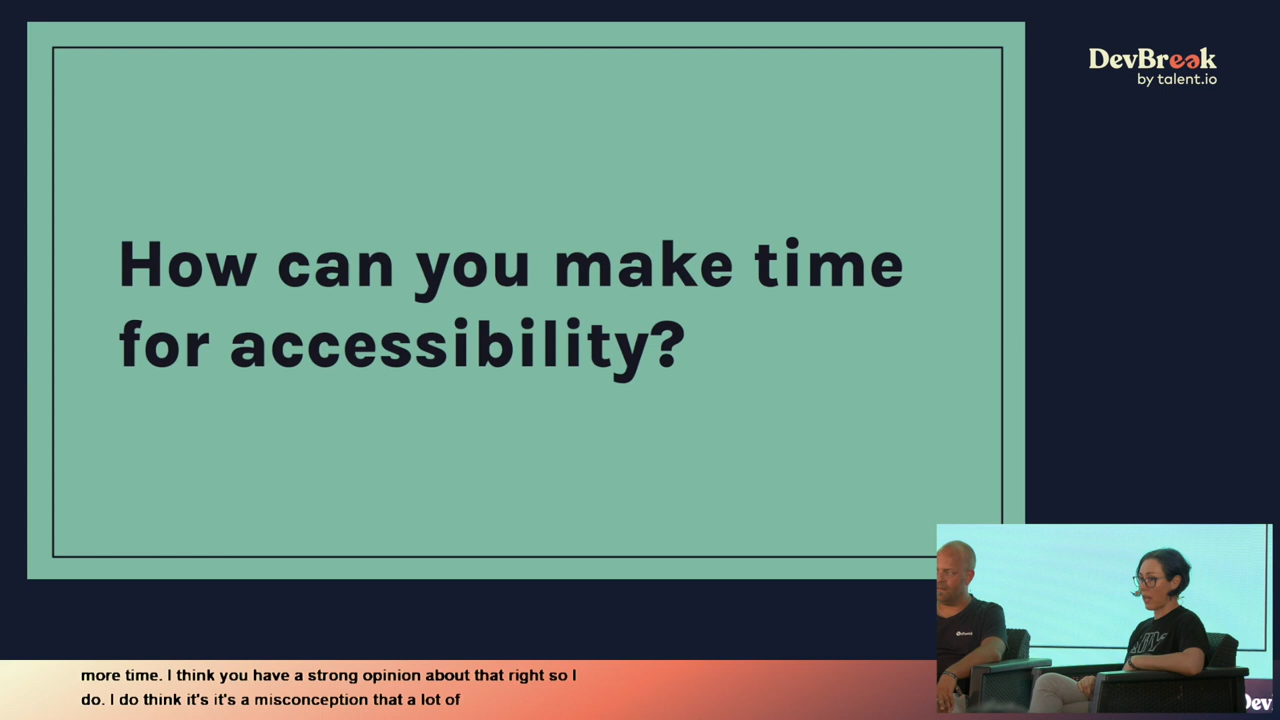 How can you make time
for accessibility?
DevBreak
by talent.io
more time. I think you have a strong opinion about that right so I
do. I do think it's it's a misconception that a lot of
Dev